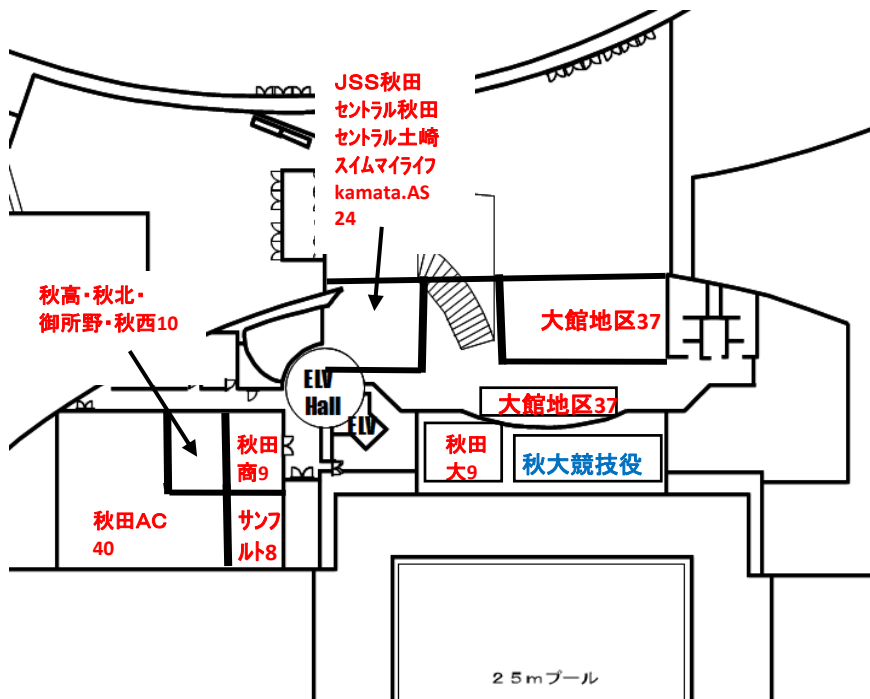 JSS秋田
セントラル秋田
セントラル土崎
スイムマイライフ
kamata.AS
24
秋高・秋北・
御所野・秋西10
大館地区37
ELV
Hall
大館地区37
ELV
秋田
商9
秋田
大9
秋大競技役
秋田AC
40
サンフ
ルト8
25mプール